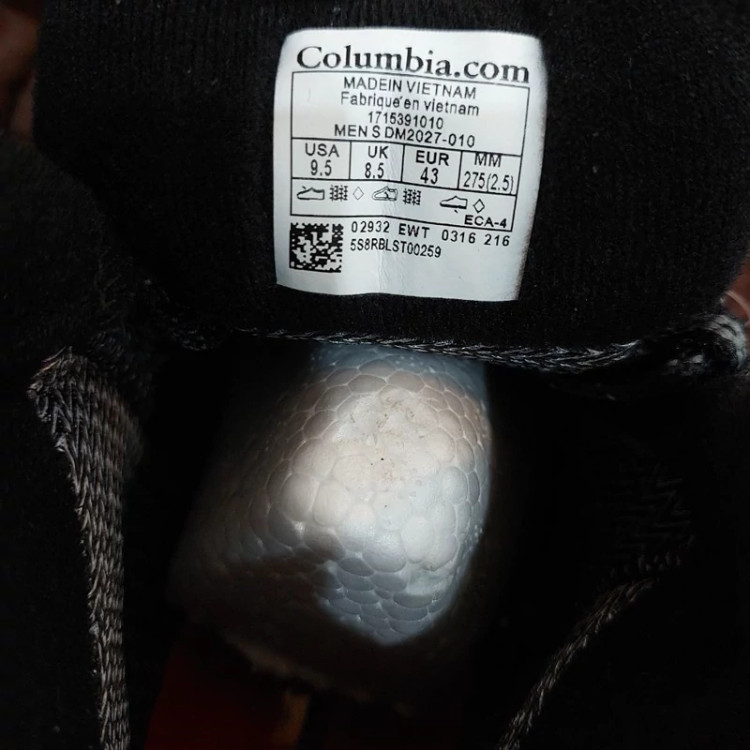 Columbia.com
MADEIN VIETNAM
Fabrique'en vietnam
1715391010
MEN S DM2027-010
USA UK EUR MM
9.5 8.5 43 275(2.5)
ECA-4
02932 EWT 0316 216
5S8RBLST00259